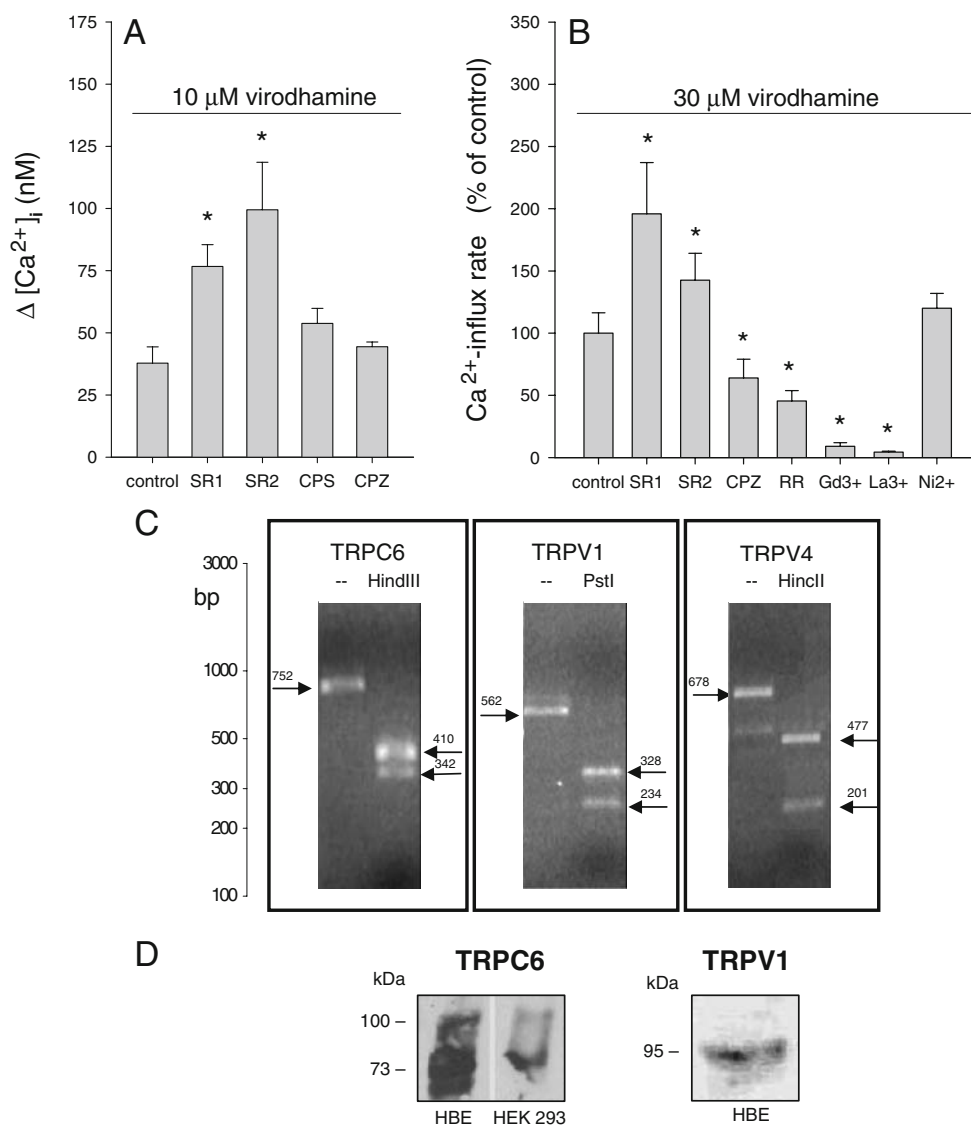 A
10 μM virodhamine
Δ [Ca2+]i (nM)
175
150
125
100
75
50
25
0
* *
control SR1 SR2 CPS CPZ
B
30 μM virodhamine
Ca2+-influx rate (% of control)
350
300
250
200
150
100
50
0
* * * * * *
control SR1 SR2 CPZ RR Gd3+ La3+ Ni2+
C
3000
bp
1000
500
300
200
100
TRPC6
-- HindIII
752
410
342
TRPV1
-- PstI
562
328
234
TRPV4
-- HincII
678
477
201
D
TRPC6
kDa
100 –
73 –
HBE HEK 293
TRPV1
kDa
95 –
HBE